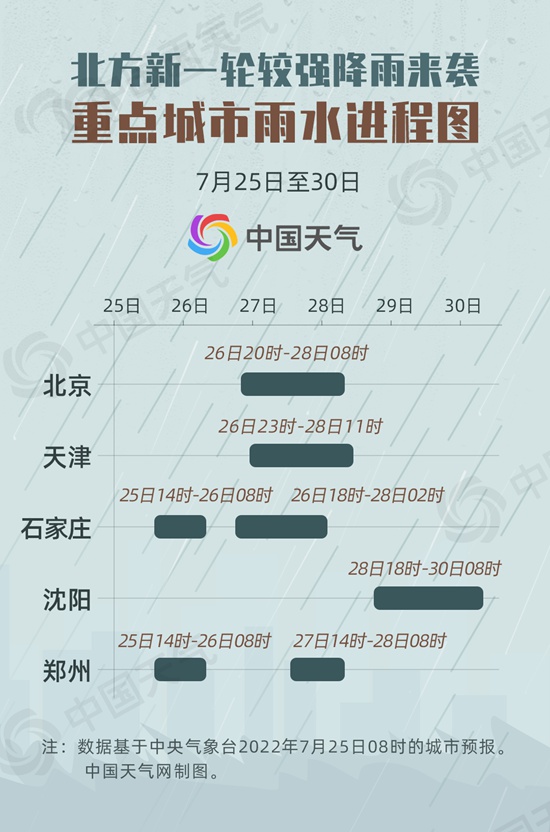 北方新一轮较强降雨来袭
重点城市雨水进程图
7月25日至30日
中国天气
25日 26日 27日 28日 29日 30日
26日20时-28日08时
北京
26日23时-28日11时
天津
25日14时-26日08时 26日18时-28日02时
石家庄
28日18时-30日08时
沈阳
25日14时-26日08时 27日14时-28日08时
郑州
注：数据基于中央气象台2022年7月25日08时的城市预报。
中国天气网制图。